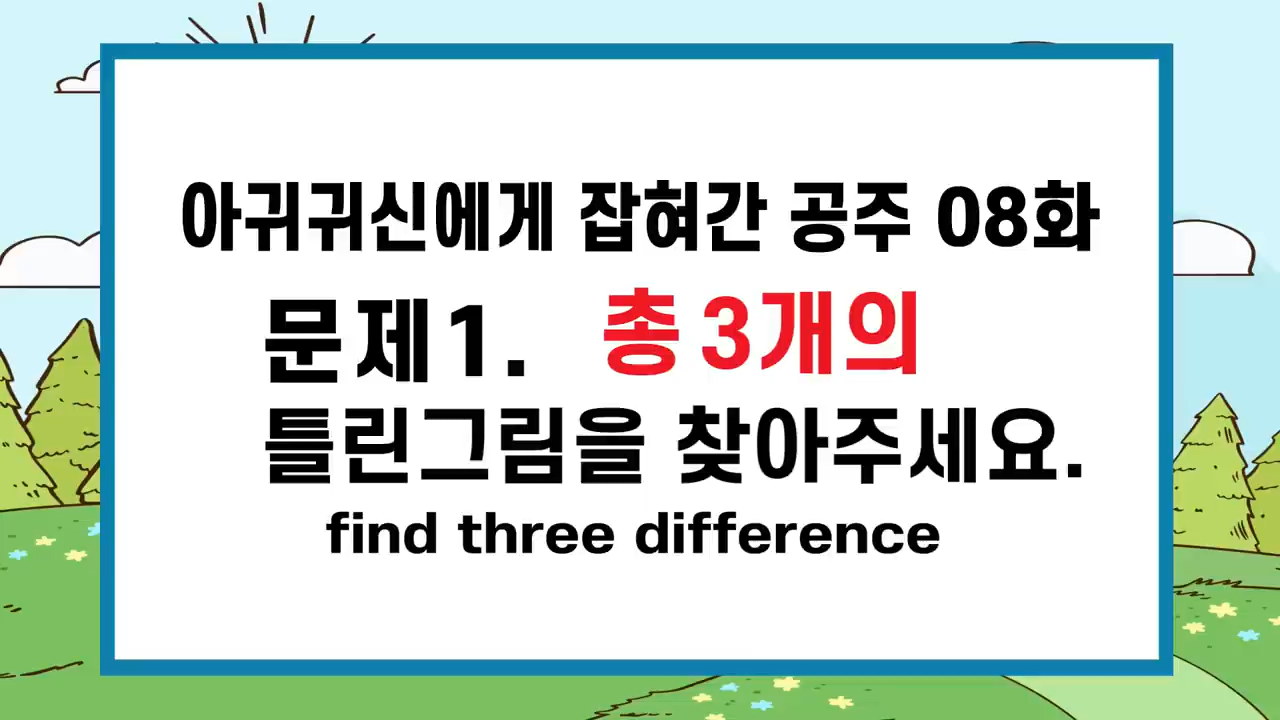 아귀귀신에게 잡혀간 공주 08화
문제1. 총 3개의
틀린그림을 찾아주세요.
find three difference